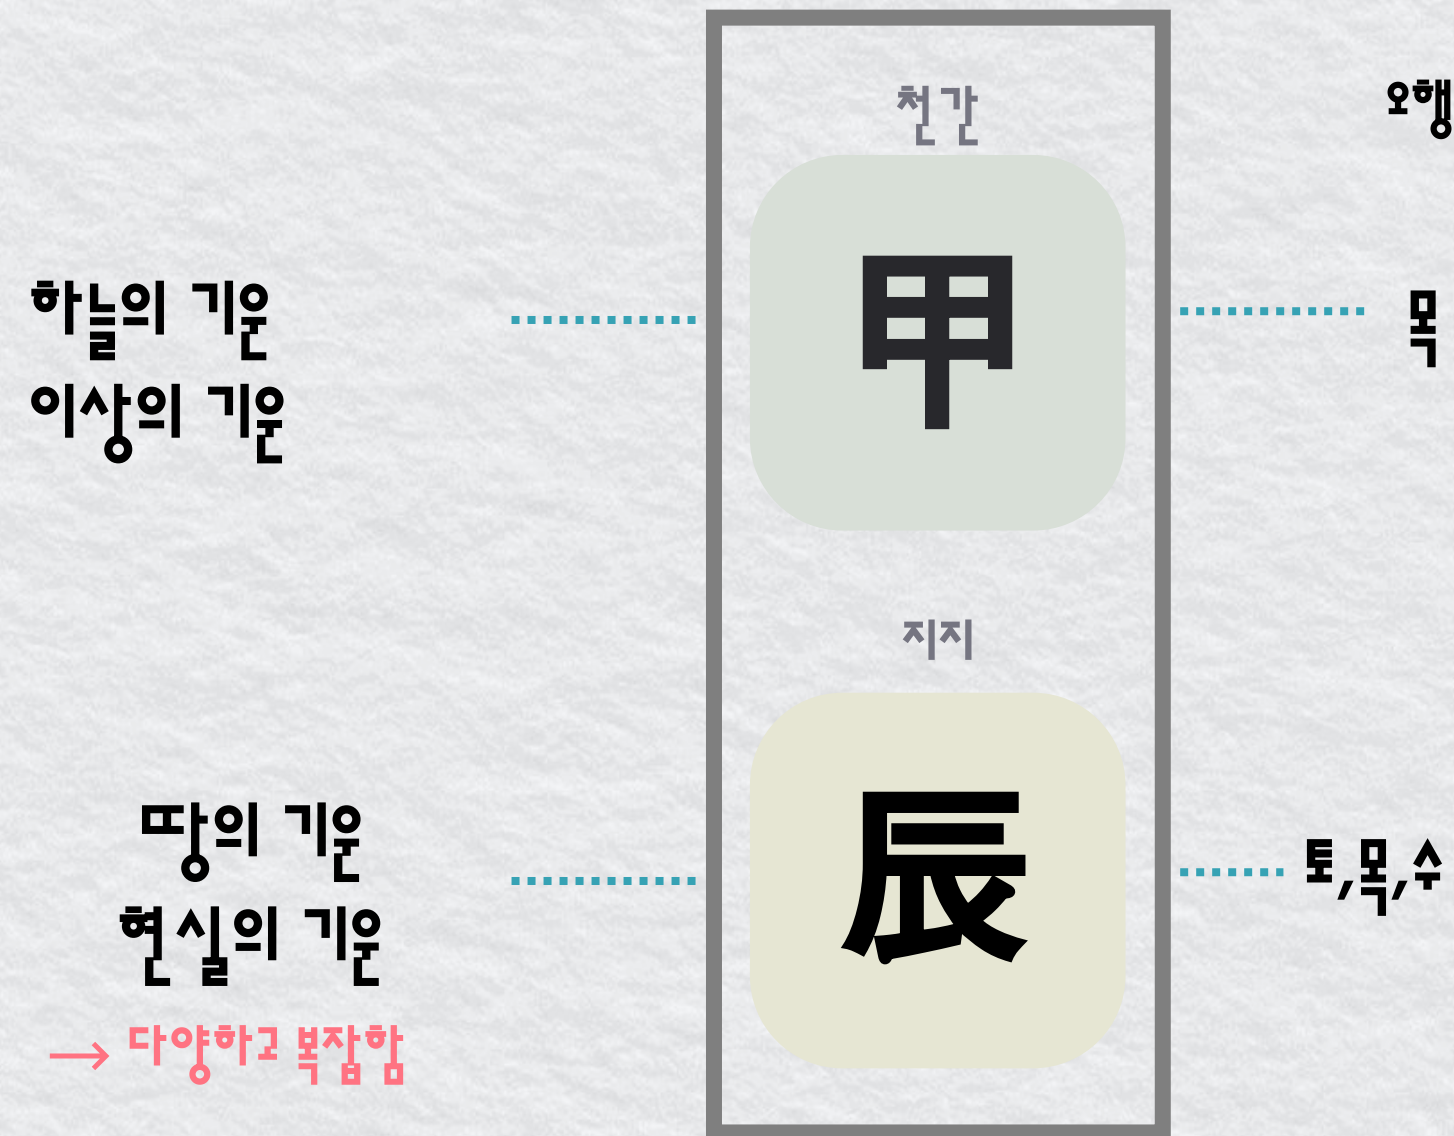 천간
오행
甲
하늘의 기운
이상의 기운
목
지지
辰
땅의 기운
현실의 기운
→ 다양하고 복잡함
토,목,수